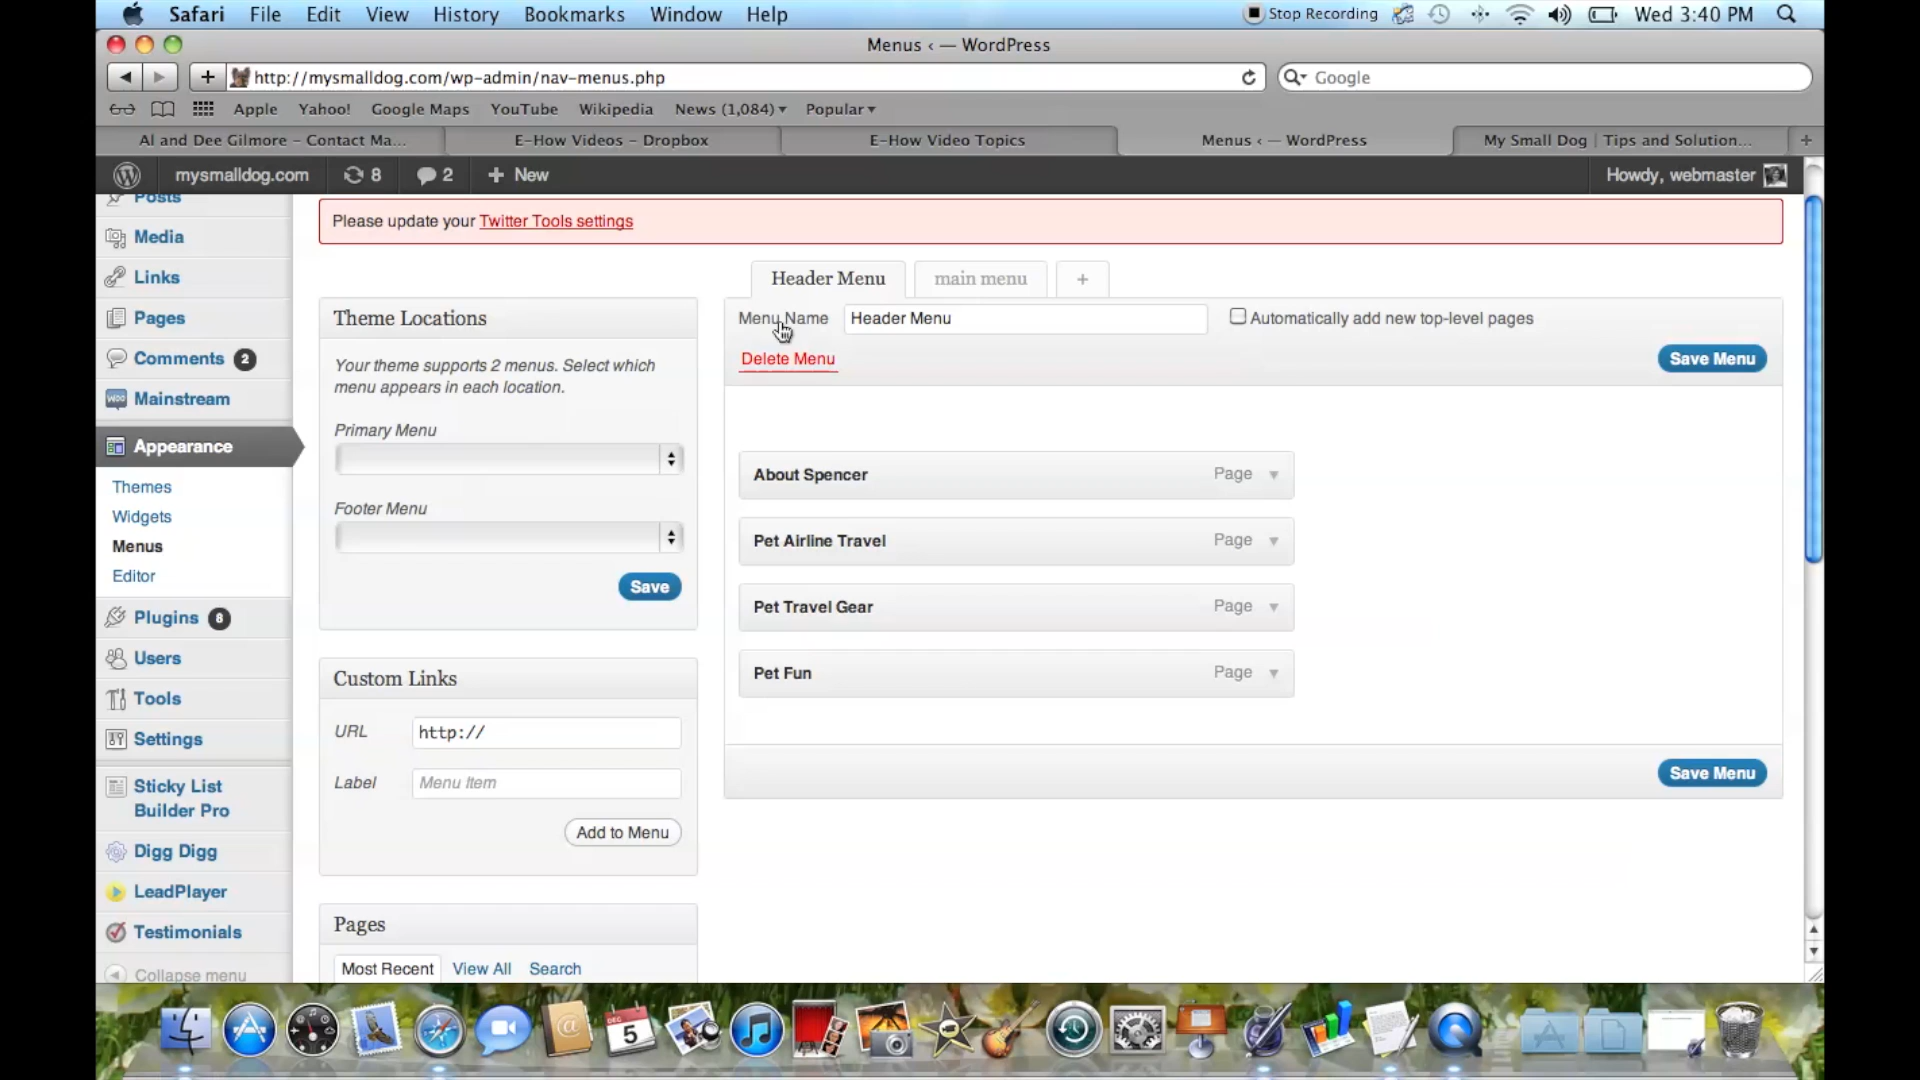 Safari File Edit View History Bookmarks Window Help Stop Recording Wed 3:40 PM
Menus ‹ — WordPress
http://mysmalldog.com/wp-admin/nav-menus.php Google
Apple Yahoo! Google Maps YouTube Wikipedia News (1,084) Popular
Al and Dee Gilmore – Contact Ma... E-How Videos – Dropbox E-How Video Topics Menus ‹ — WordPress My Small Dog | Tips and Solution...
mysmalldog.com 8 2 + New Howdy, webmaster
Posts
Media
Links
Pages
Comments 2
Mainstream
Appearance
Themes
Widgets
Menus
Editor
Plugins 8
Users
Tools
Settings
Sticky List
Builder Pro
Digg Digg
LeadPlayer
Testimonials
Collapse menu
Please update your Twitter Tools settings
Theme Locations
Your theme supports 2 menus. Select which
menu appears in each location.
Primary Menu
Footer Menu
Save
Custom Links
URL http://
Label Menu Item
Add to Menu
Pages
Most Recent View All Search
Header Menu main menu +
Menu Name Header Menu Automatically add new top-level pages
Delete Menu Save Menu
About Spencer Page
Pet Airline Travel Page
Pet Travel Gear Page
Pet Fun Page
Save Menu
DEC
5